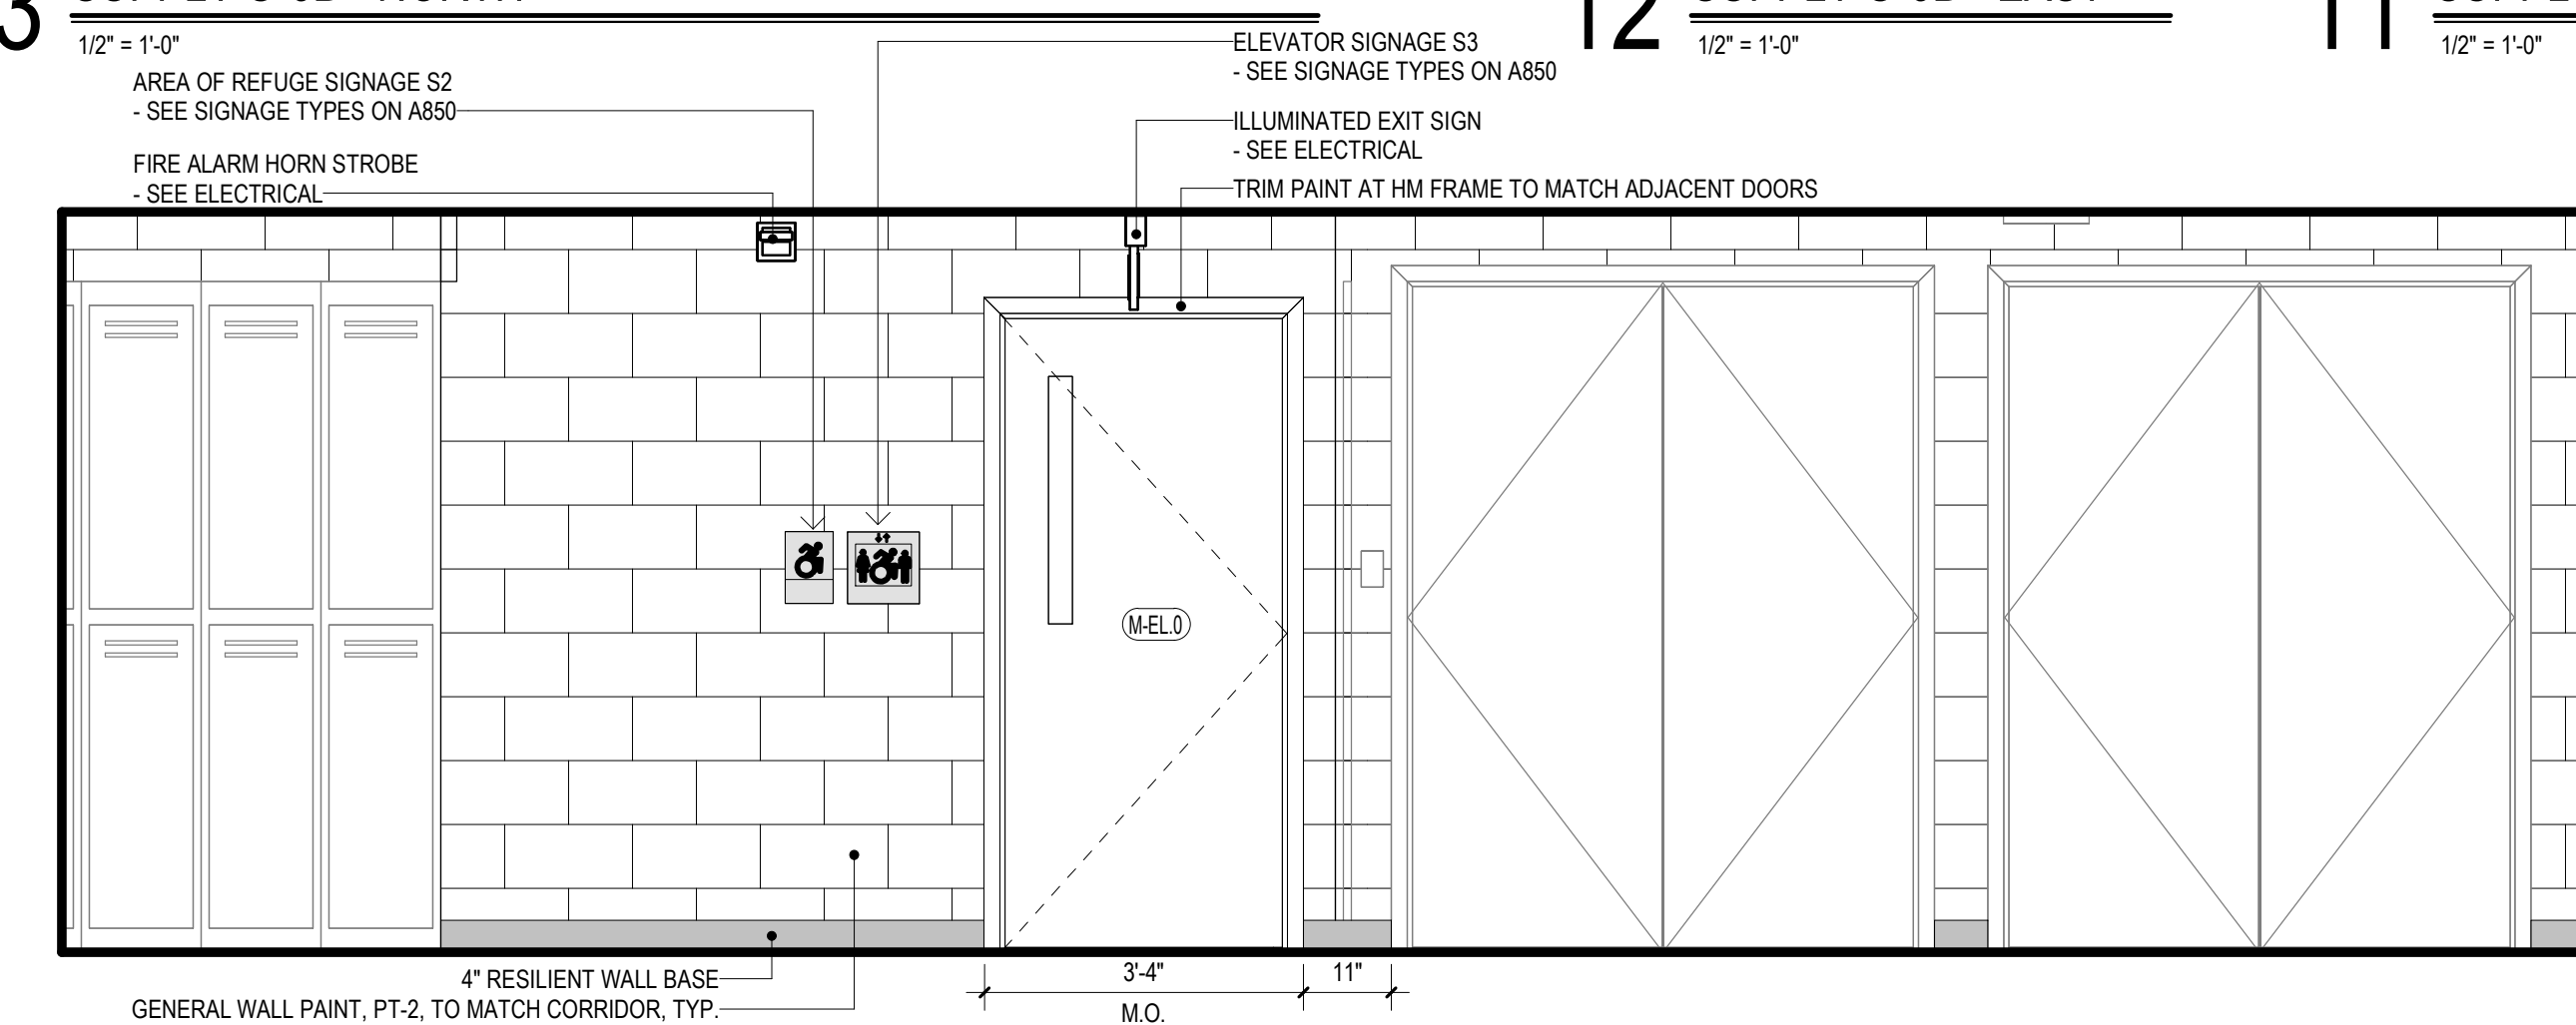 3
12
11
1/2" = 1'-0"
1/2" = 1'-0"
1/2" = 1'-0"
AREA OF REFUGE SIGNAGE S2
- SEE SIGNAGE TYPES ON A850
FIRE ALARM HORN STROBE
- SEE ELECTRICAL
ELEVATOR SIGNAGE S3
- SEE SIGNAGE TYPES ON A850
ILLUMINATED EXIT SIGN
- SEE ELECTRICAL
TRIM PAINT AT HM FRAME TO MATCH ADJACENT DOORS
M-EL.0
4" RESILIENT WALL BASE
GENERAL WALL PAINT, PT-2, TO MATCH CORRIDOR, TYP.
3'-4"
11"
M.O.